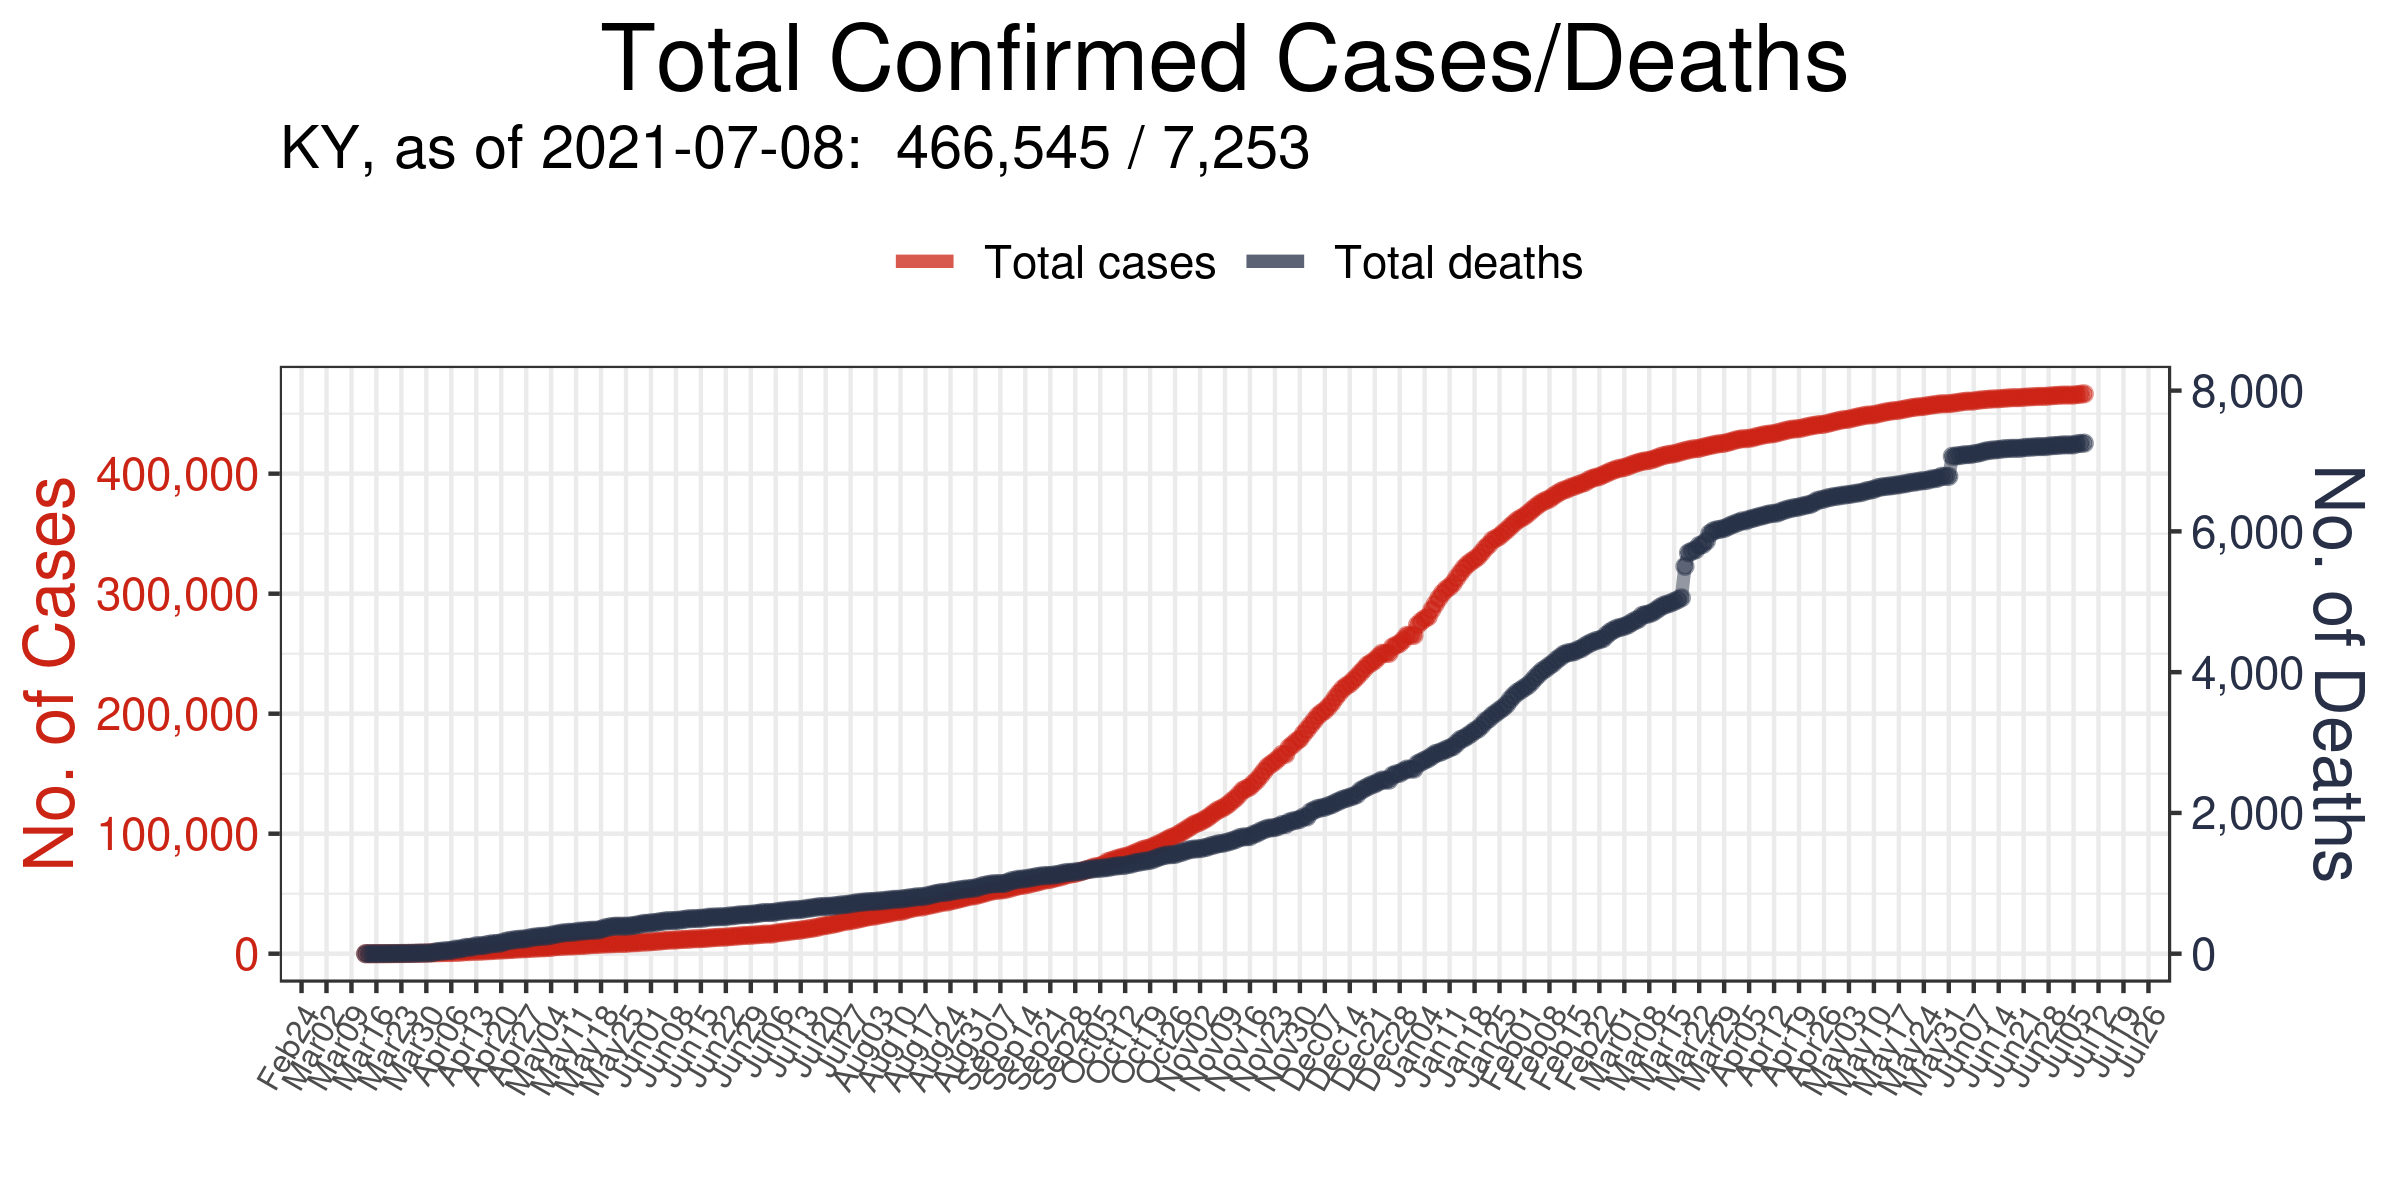 Total Confirmed Cases/Deaths
KY, as of 2021-07-08:  466,545 / 7,253
Total cases
Total deaths
No. of Cases
400,000
300,000
200,000
100,000
0
8,000
6,000
4,000
2,000
0
No. of Deaths
Feb24
Mar02
Mar09
Mar16
Mar23
Mar30
Apr06
Apr13
Apr20
Apr27
May04
May11
May18
May25
Jun01
Jun08
Jun15
Jun22
Jun29
Jul06
Jul13
Jul20
Jul27
Aug03
Aug10
Aug17
Aug24
Aug31
Sep07
Sep14
Sep21
Sep28
Oct05
Oct12
Oct19
Oct26
Nov02
Nov09
Nov16
Nov23
Nov30
Dec07
Dec14
Dec21
Dec28
Jan04
Jan11
Jan18
Jan25
Feb01
Feb08
Feb15
Feb22
Mar01
Mar08
Mar15
Mar22
Mar29
Apr05
Apr12
Apr19
Apr26
May03
May10
May17
May24
May31
Jun07
Jun14
Jun21
Jun28
Jul05
Jul12
Jul19
Jul26